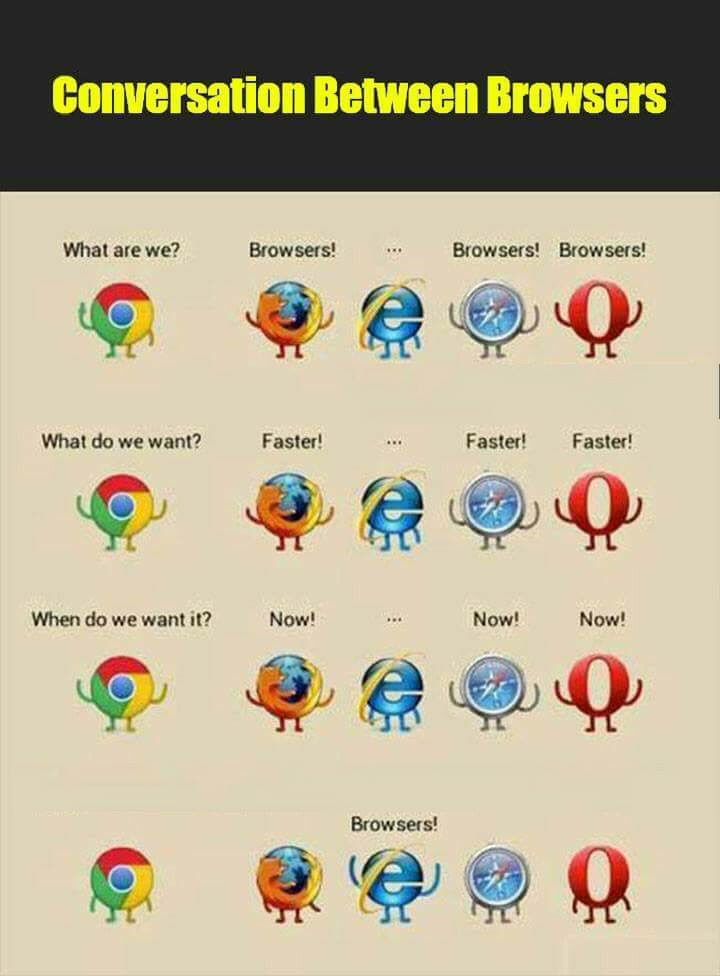 Conversation Between Browsers
What are we? Browsers! ... Browsers! Browsers!
What do we want? Faster! ... Faster! Faster!
When do we want it? Now! ... Now! Now!
Browsers!